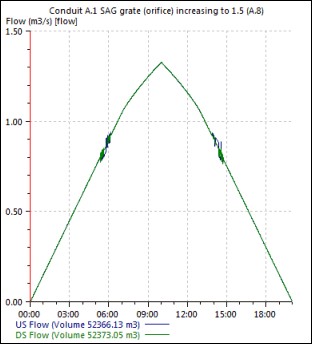 Conduit A.1 SAG grate (orifice) increasing to 1.5 (A.8)
Flow (m3/s) [flow]
1.50
1.00
0.50
0.00
00:00 03:00 06:00 09:00 12:00 15:00 18:00
US Flow (Volume 52366.13 m3)
DS Flow (Volume 52373.05 m3)